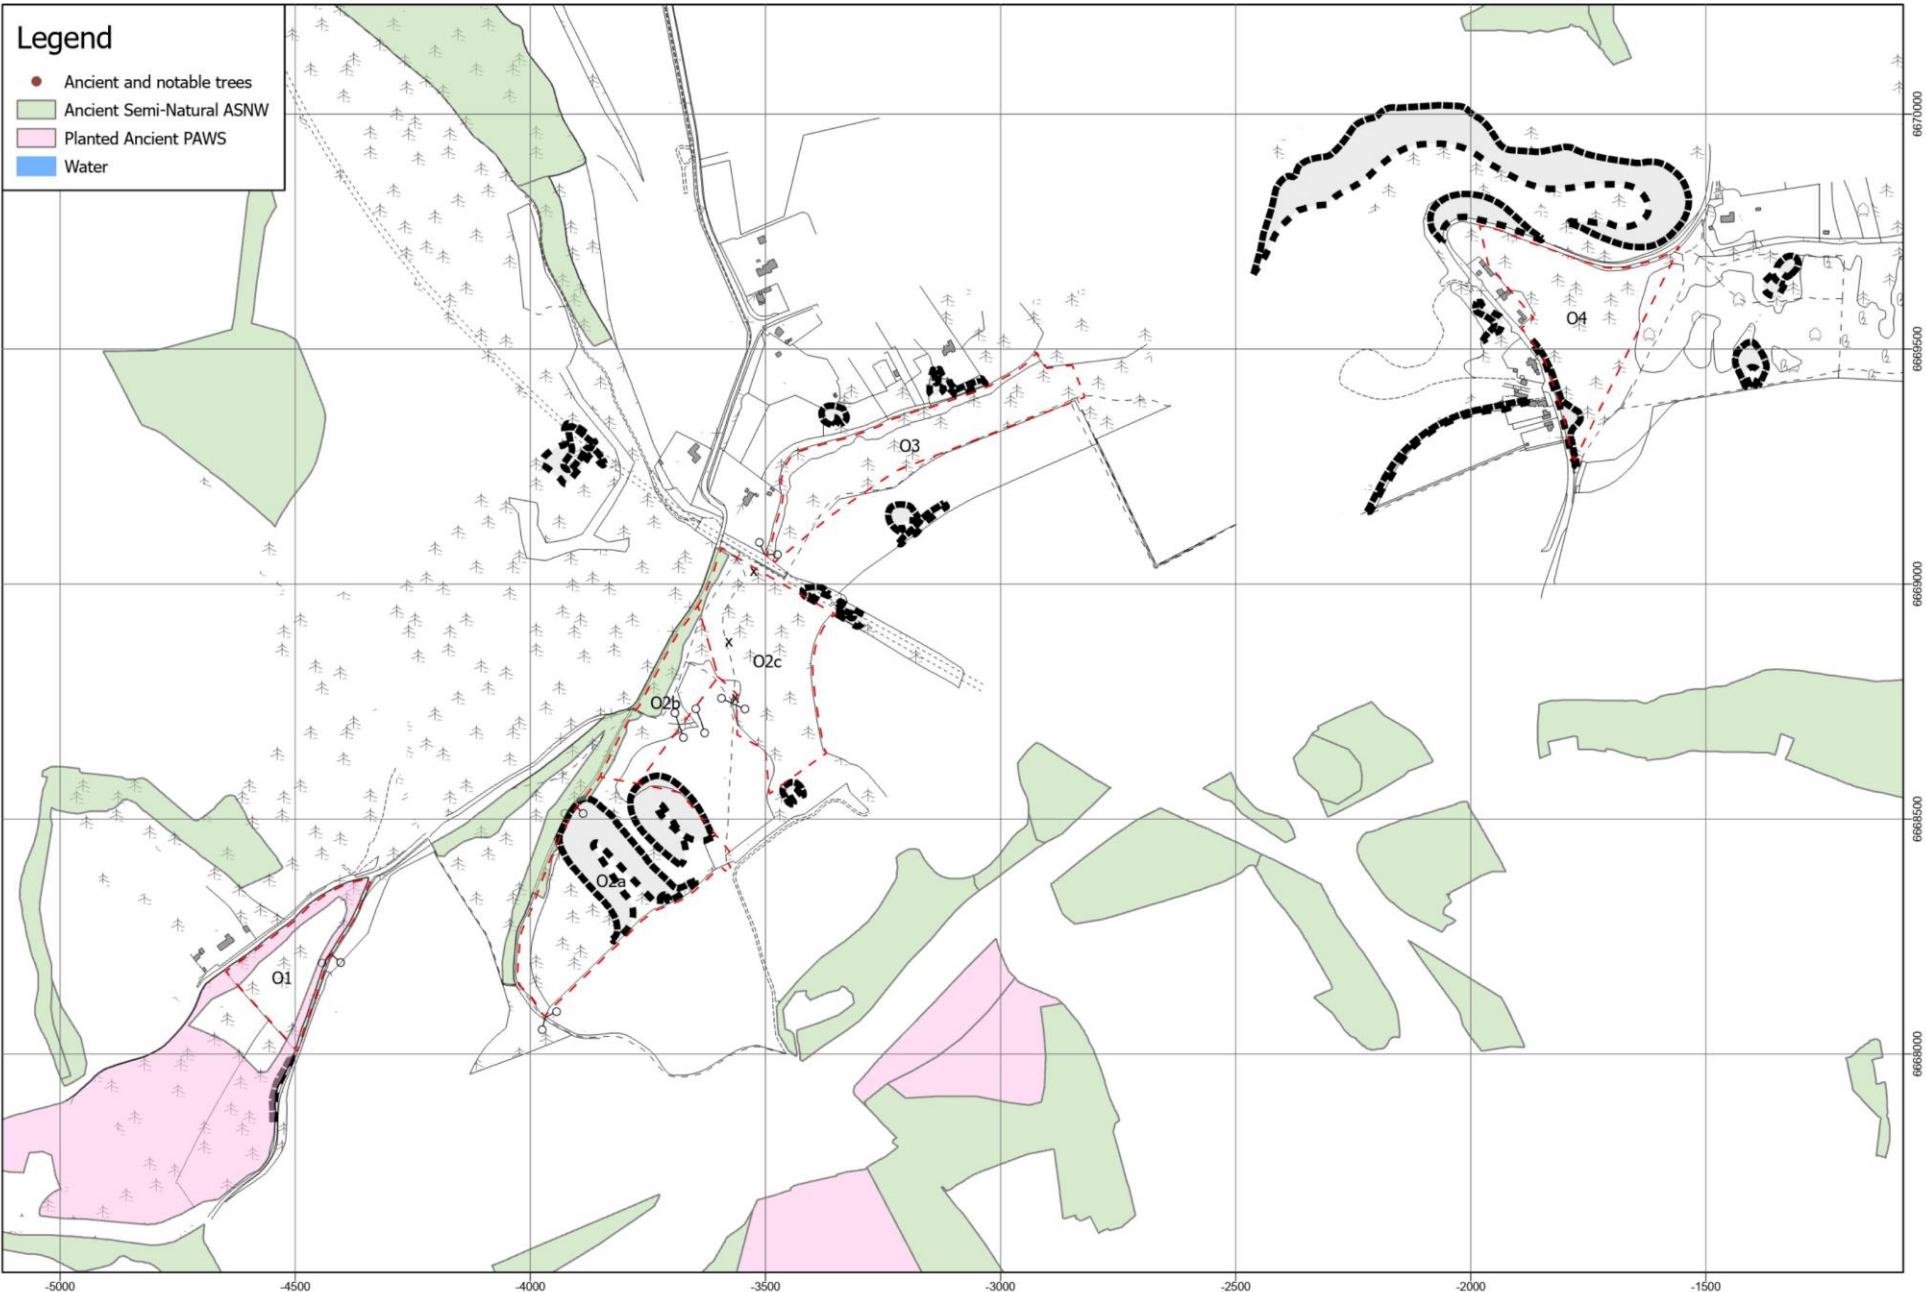 Legend
Ancient and notable trees
Ancient Semi-Natural ASNW
Planted Ancient PAWS
Water
6670000
O4
6669500
O3
6669000
x
x
O2c
O2b
x
6668500
O2a
O1
6668000
-5000 -4500 -4000 -3500 -3000 -2500 -2000 -1500